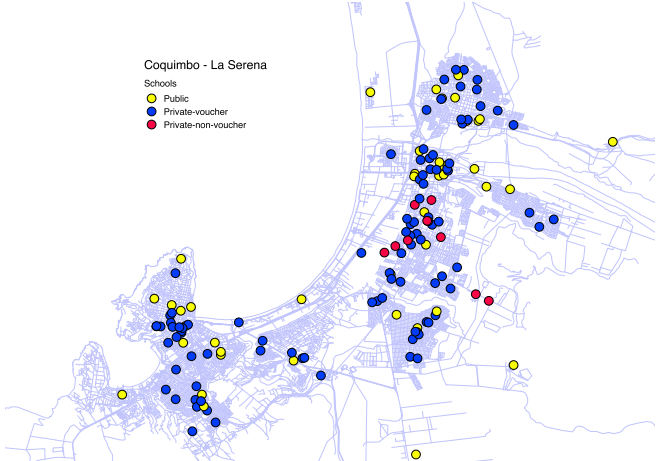 Coquimbo - La Serena
Schools
Public
Private-voucher
Private-non-voucher